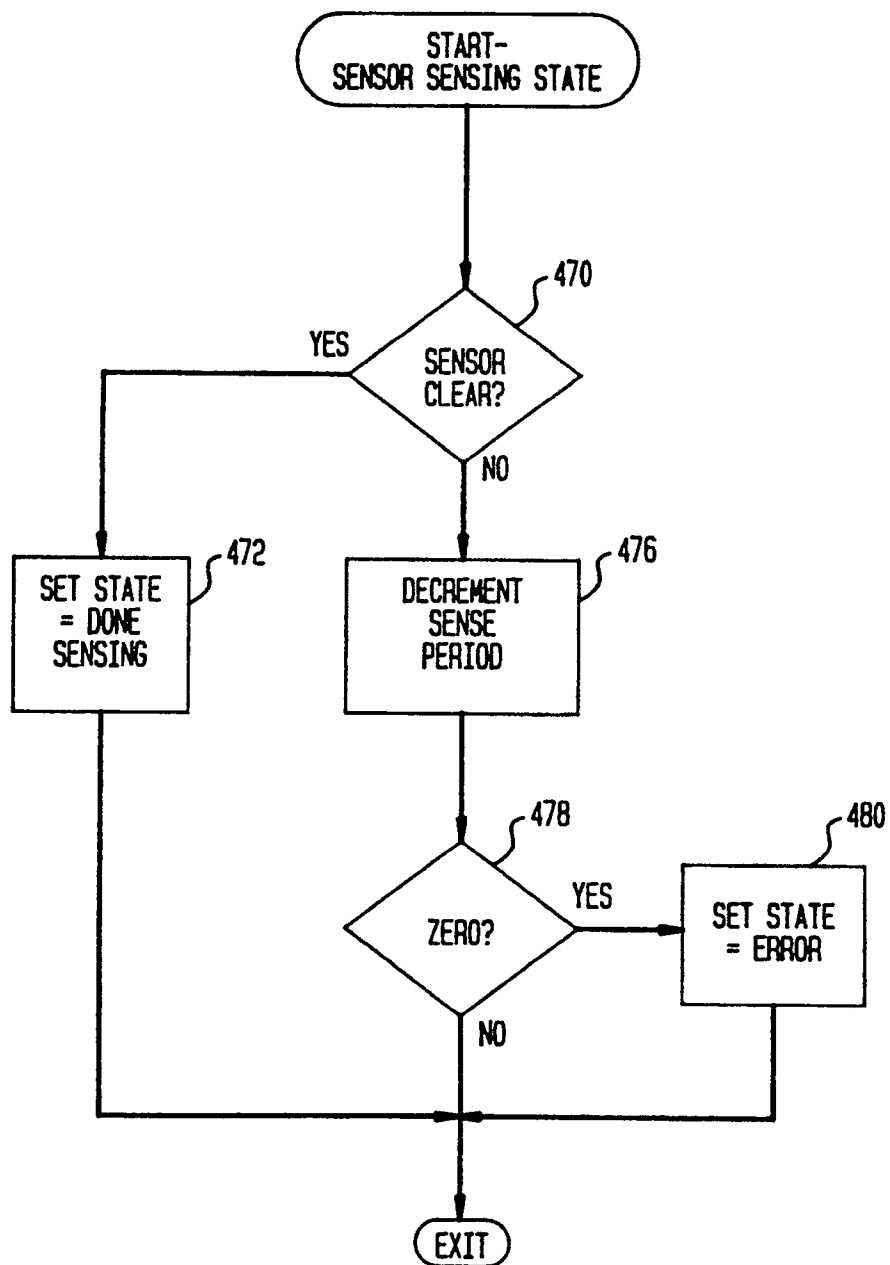 START-
SENSOR SENSING STATE
470
YES
SENSOR
CLEAR?
NO
472
SET STATE
= DONE
SENSING
476
DECREMENT
SENSE
PERIOD
478
ZERO?
YES
480
SET STATE
= ERROR
NO
EXIT